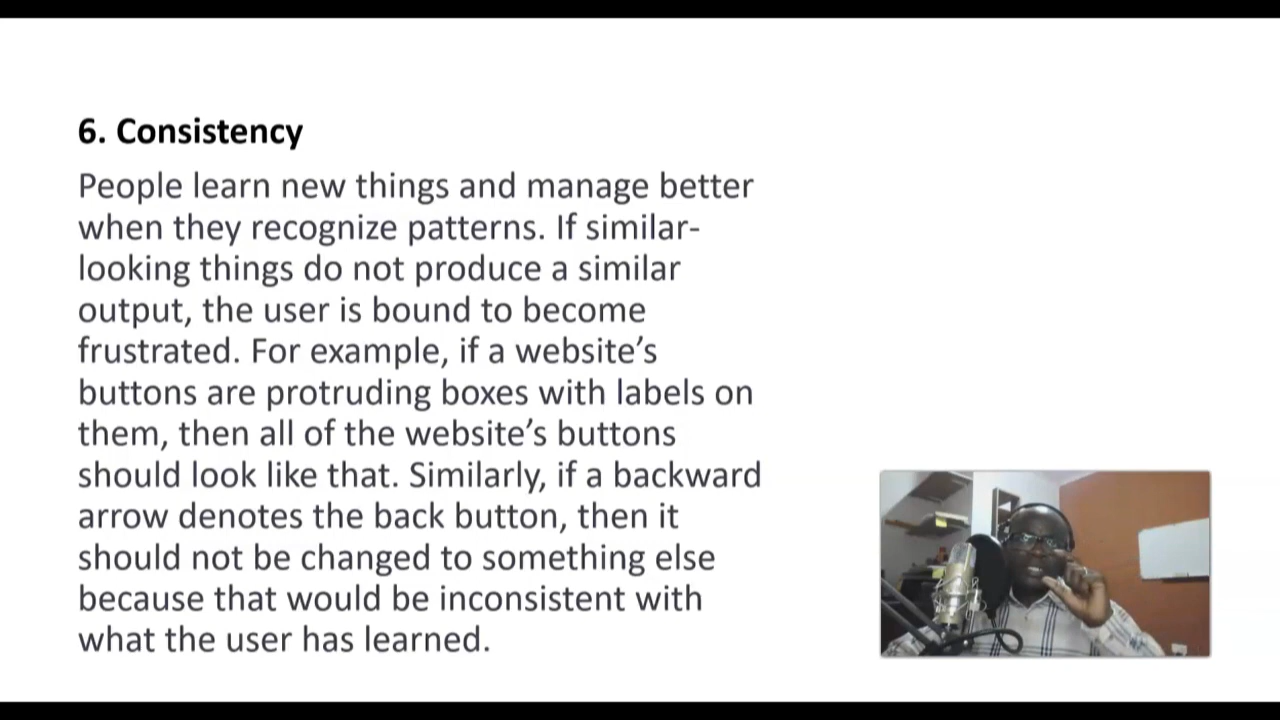 6. Consistency
People learn new things and manage better
when they recognize patterns. If similar-
looking things do not produce a similar
output, the user is bound to become
frustrated. For example, if a website’s
buttons are protruding boxes with labels on
them, then all of the website’s buttons
should look like that. Similarly, if a backward
arrow denotes the back button, then it
should not be changed to something else
because that would be inconsistent with
what the user has learned.